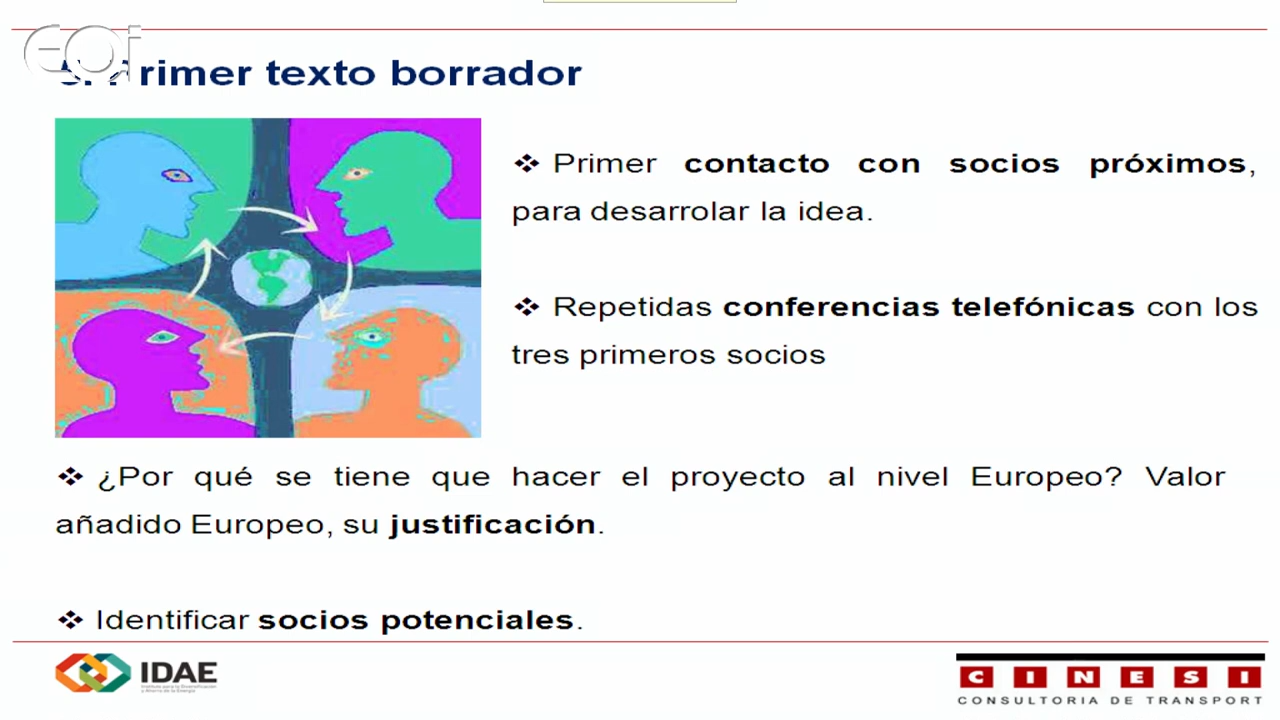 eoi
Primer texto borrador
❖ Primer contacto con socios próximos,
para desarrolar la idea.
❖ Repetidas conferencias telefónicas con los
tres primeros socios
❖ ¿Por qué se tiene que hacer el proyecto al nivel Europeo? Valor
añadido Europeo, su justificación.
❖ Identificar socios potenciales.
IDAE
CINESI
CONSULTORIA DE TRANSPORT